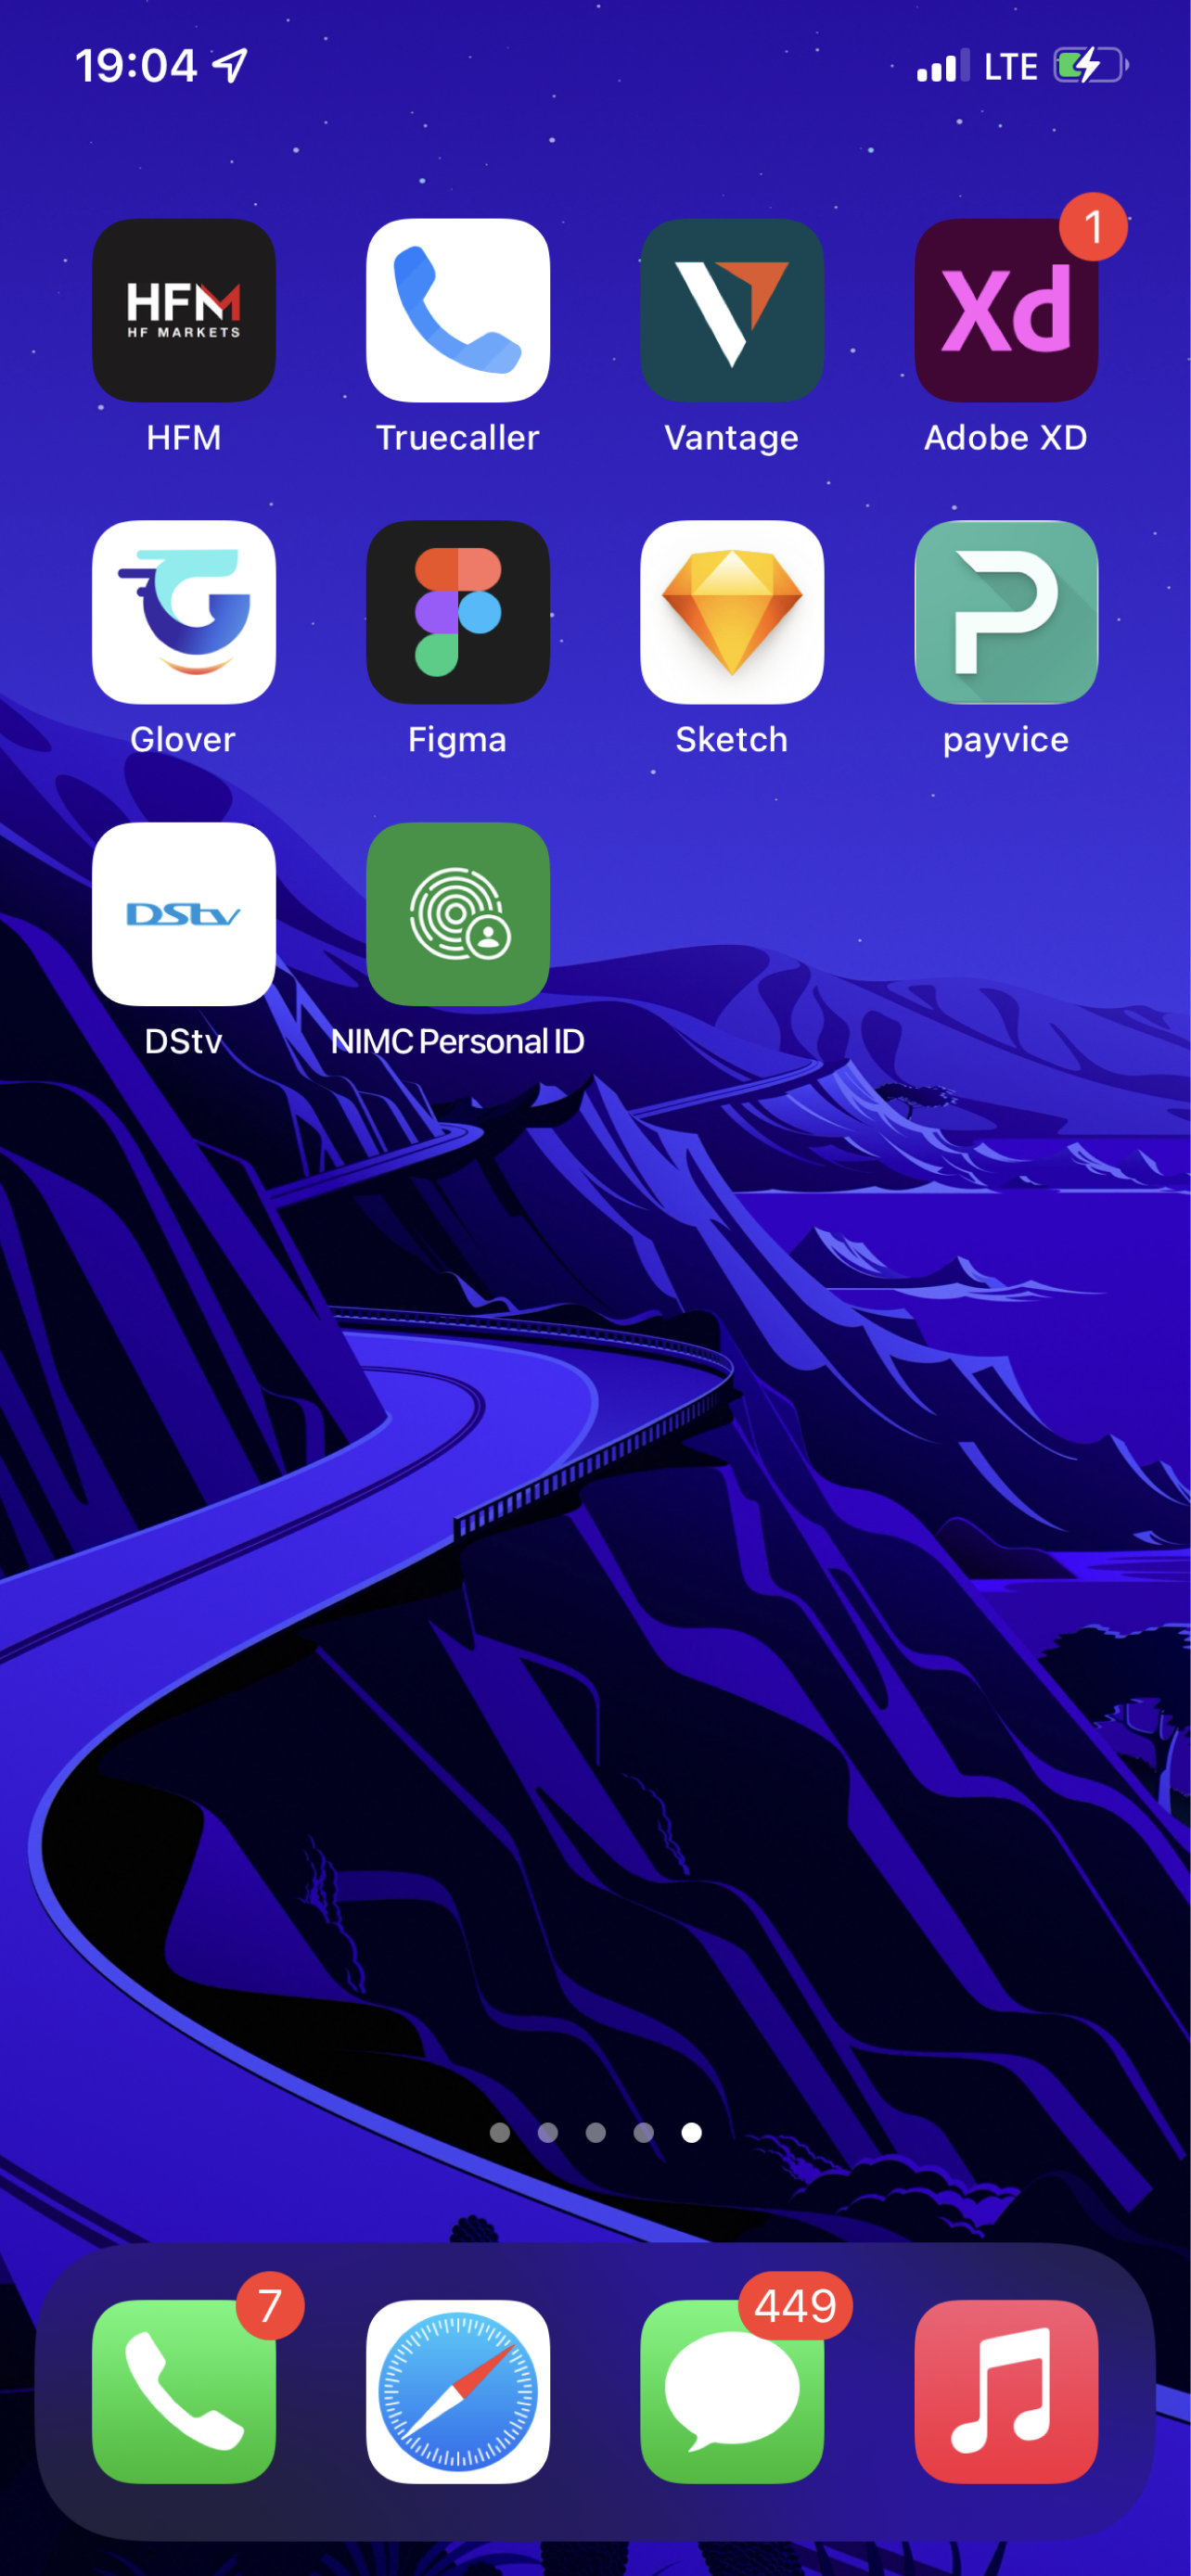 19:04 LTE
1
HFM
HF MARKETS
Xd
HFM Truecaller Vantage Adobe XD
Glover Figma Sketch payvice
DStv
DStv NIMC Personal ID
7 449